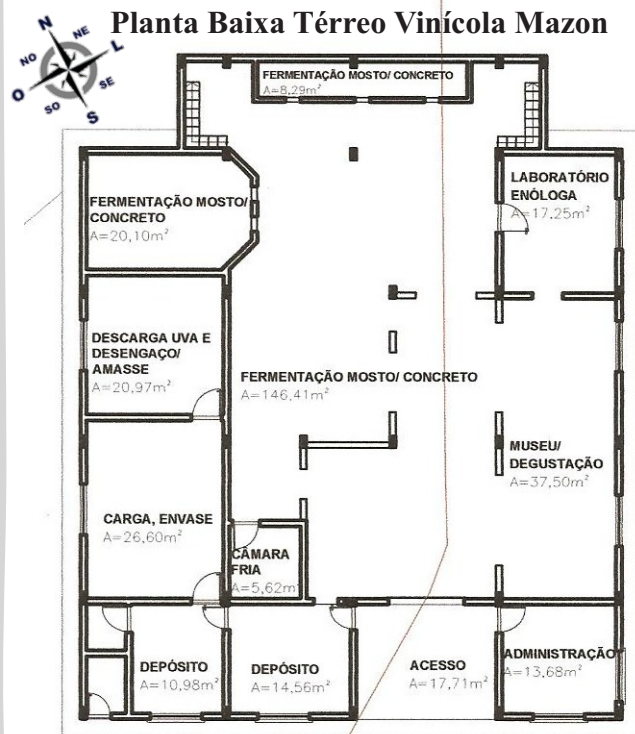 Planta Baixa Térreo Vinícola Mazon
N
NE
L
SE
S
SO
O
NO
FERMENTAÇÃO MOSTO/ CONCRETO
A=8,29m²
FERMENTAÇÃO MOSTO/
CONCRETO
A=20,10m²
LABORATÓRIO
ENÓLOGA
A=17,25m²
DESCARGA UVA E
DESENGAÇO/
AMASSE
A=20,97m²
FERMENTAÇÃO MOSTO/ CONCRETO
A=146,41m²
MUSEU/
DEGUSTAÇÃO
A=37,50m²
CARGA, ENVASE
A=26,60m²
CÂMARA
FRIA
A=5,62m²
DEPÓSITO
A=10,98m²
DEPÓSITO
A=14,56m²
ACESSO
A=17,71m²
ADMINISTRAÇÃO
A=13,68m²